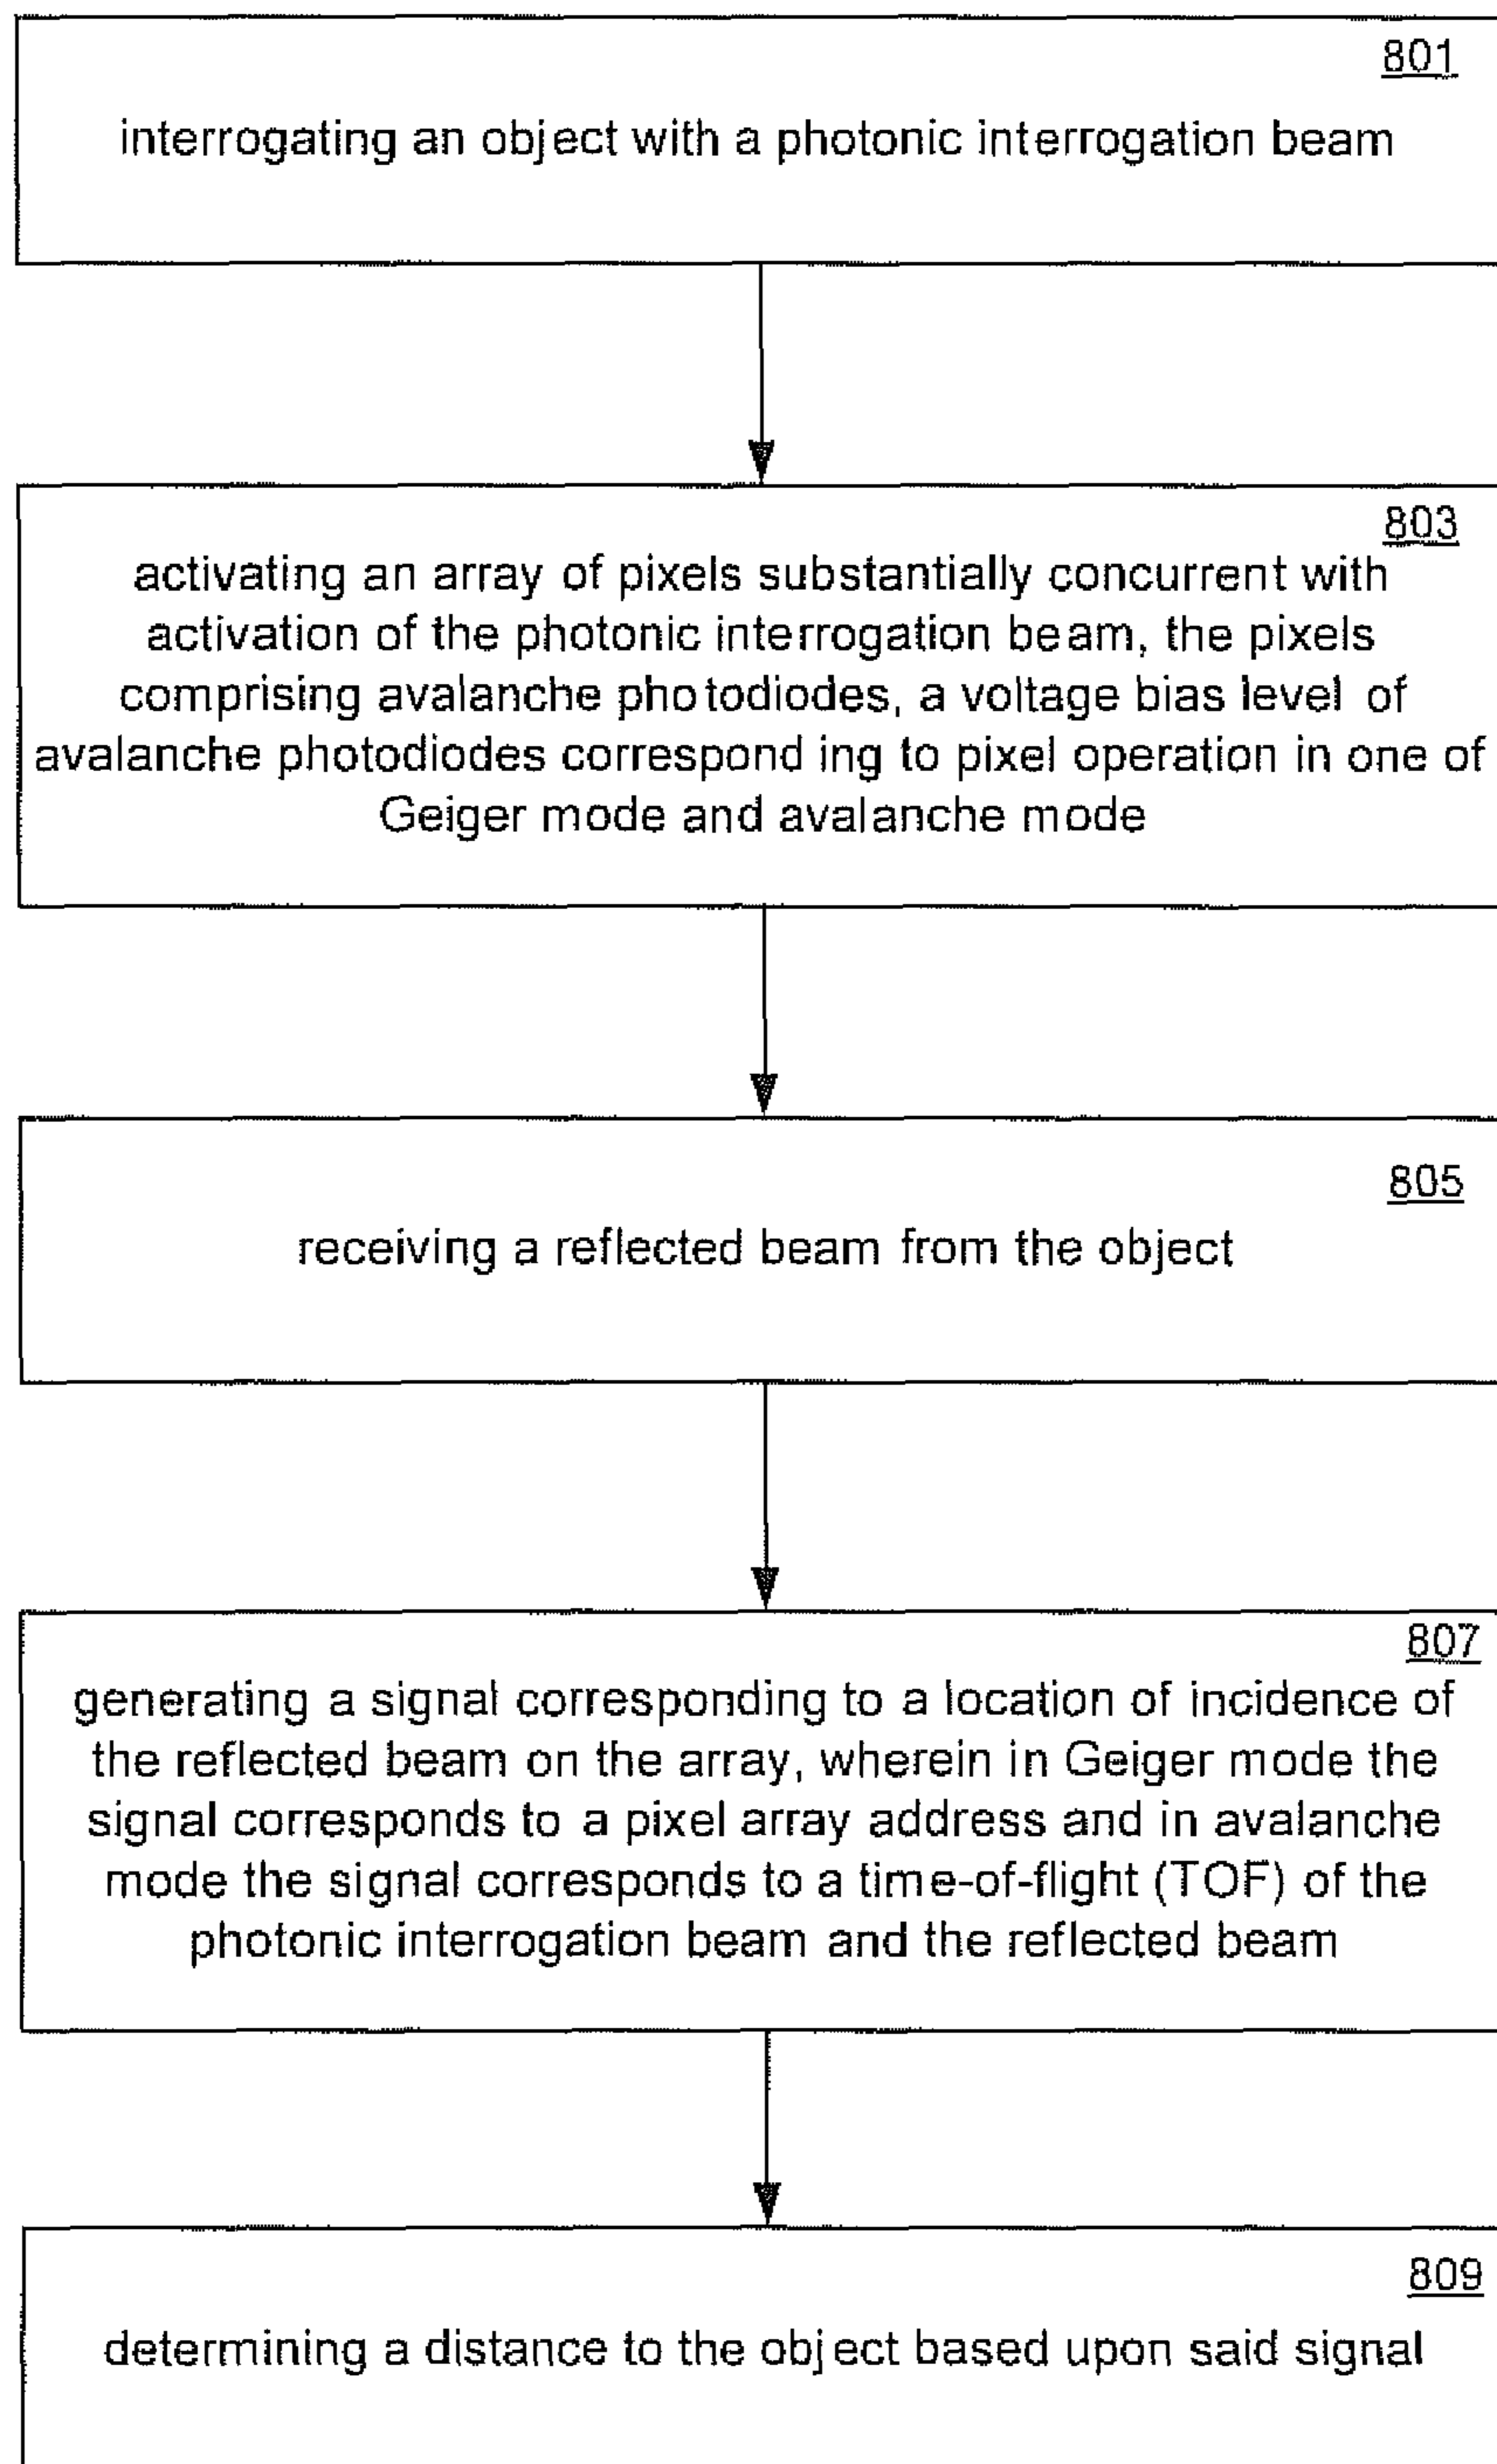 801
interrogating an object with a photonic interrogation beam
803
activating an array of pixels substantially concurrent with
activation of the photonic interrogation beam, the pixels
comprising avalanche photodiodes, a voltage bias level of
avalanche photodiodes correspond ing to pixel operation in one of
Geiger mode and avalanche mode
805
receiving a reflected beam from the object
807
generating a signal corresponding to a location of incidence of
the reflected beam on the array, wherein in Geiger mode the
signal corresponds to a pixel array address and in avalanche
mode the signal corresponds to a time-of-flight (TOF) of the
photonic interrogation beam and the reflected beam
809
determining a distance to the object based upon said signal